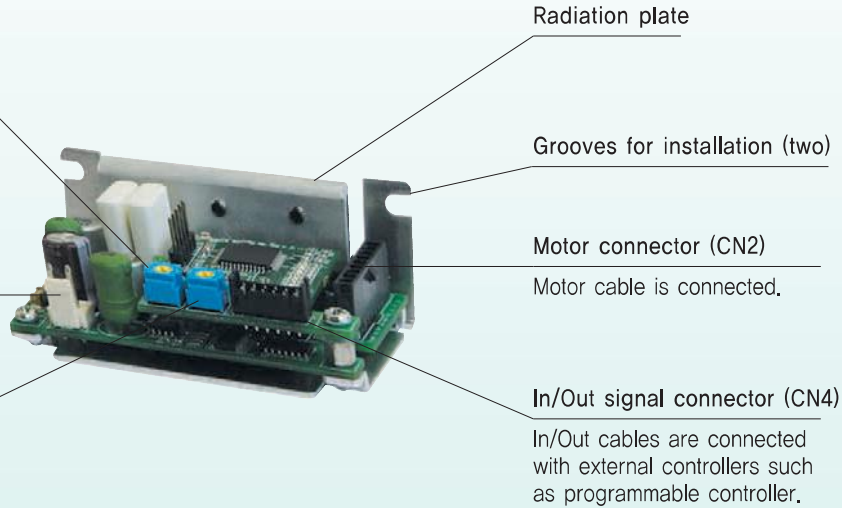 Radiation plate
Grooves for installation (two)
Motor connector (CN2)
Motor cable is connected.
In/Out signal connector (CN4)
In/Out cables are connected
with external controllers such
as programmable controller.